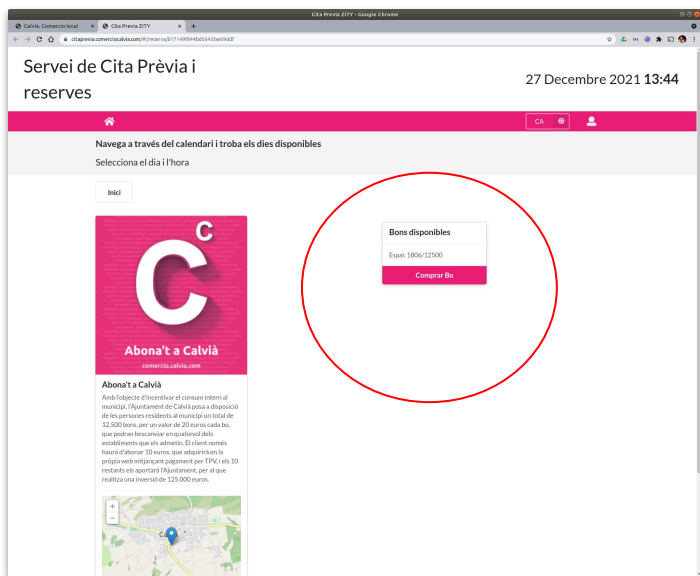 Cita Previa ZITY - Google Chrome
Calvià. Comercio local
Cita Previa ZITY
citaprevia.comerciocalvia.com/#/reserva/617149f944bd5645fae09ddf
Servei de Cita Prèvia i
reserves
27 Decembre 2021 13:44
CA
Navega a través del calendari i troba els dies disponibles
Selecciona el dia i l'hora
Inici
C
C
Abona't a Calvià
comercio.calvia.com
Abona't a Calvià
Amb l'objecte d'incentivar el consum intern al
municipi, l'Ajuntament de Calvià posa a disposició
de les persones residents al municipi un total de
12.500 bons, per un valor de 20 euros cada bo,
que podran bescanviar en qualsevol dels
establiments que els admetin. El client només
haurà d'abonar 10 euros, que adquirirà en la
pròpia web mitjançant pagament per TPV, i els 10
restants els aportarà l'Ajuntament, per al que
realitza una inversió de 125.000 euros.
+
−
Bons disponibles
Espai: 1806/12500
Comprar Bo